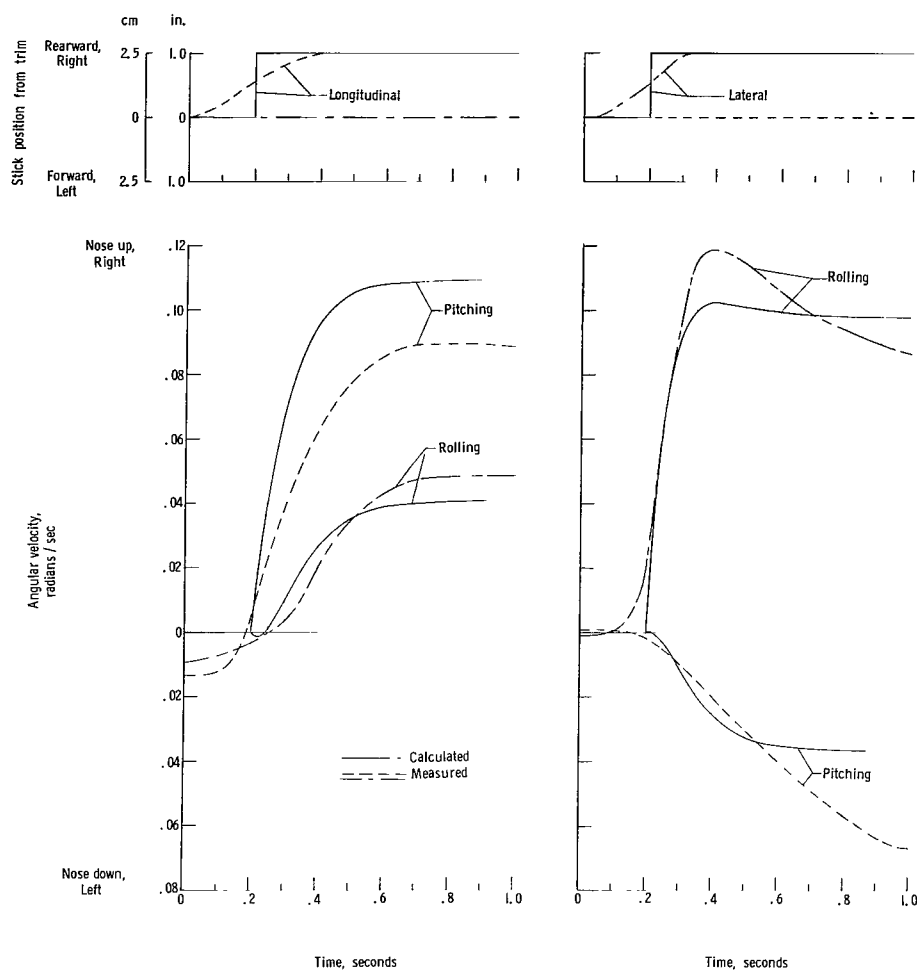 cm in.
Rearward, Right
2.5 1.0
0 0
Forward, Left
2.5 1.0
Stick position from trim
Longitudinal
Lateral
Nose up, Right
.12
.10
.08
.06
.04
.02
0
.02
.04
.06
.08
Nose down, Left
Angular velocity, radians / sec
Pitching
Rolling
Rolling
Pitching
Calculated
Measured
0 .2 .4 .6 .8 1.0
0 .2 .4 .6 .8 1.0
Time, seconds
Time, seconds